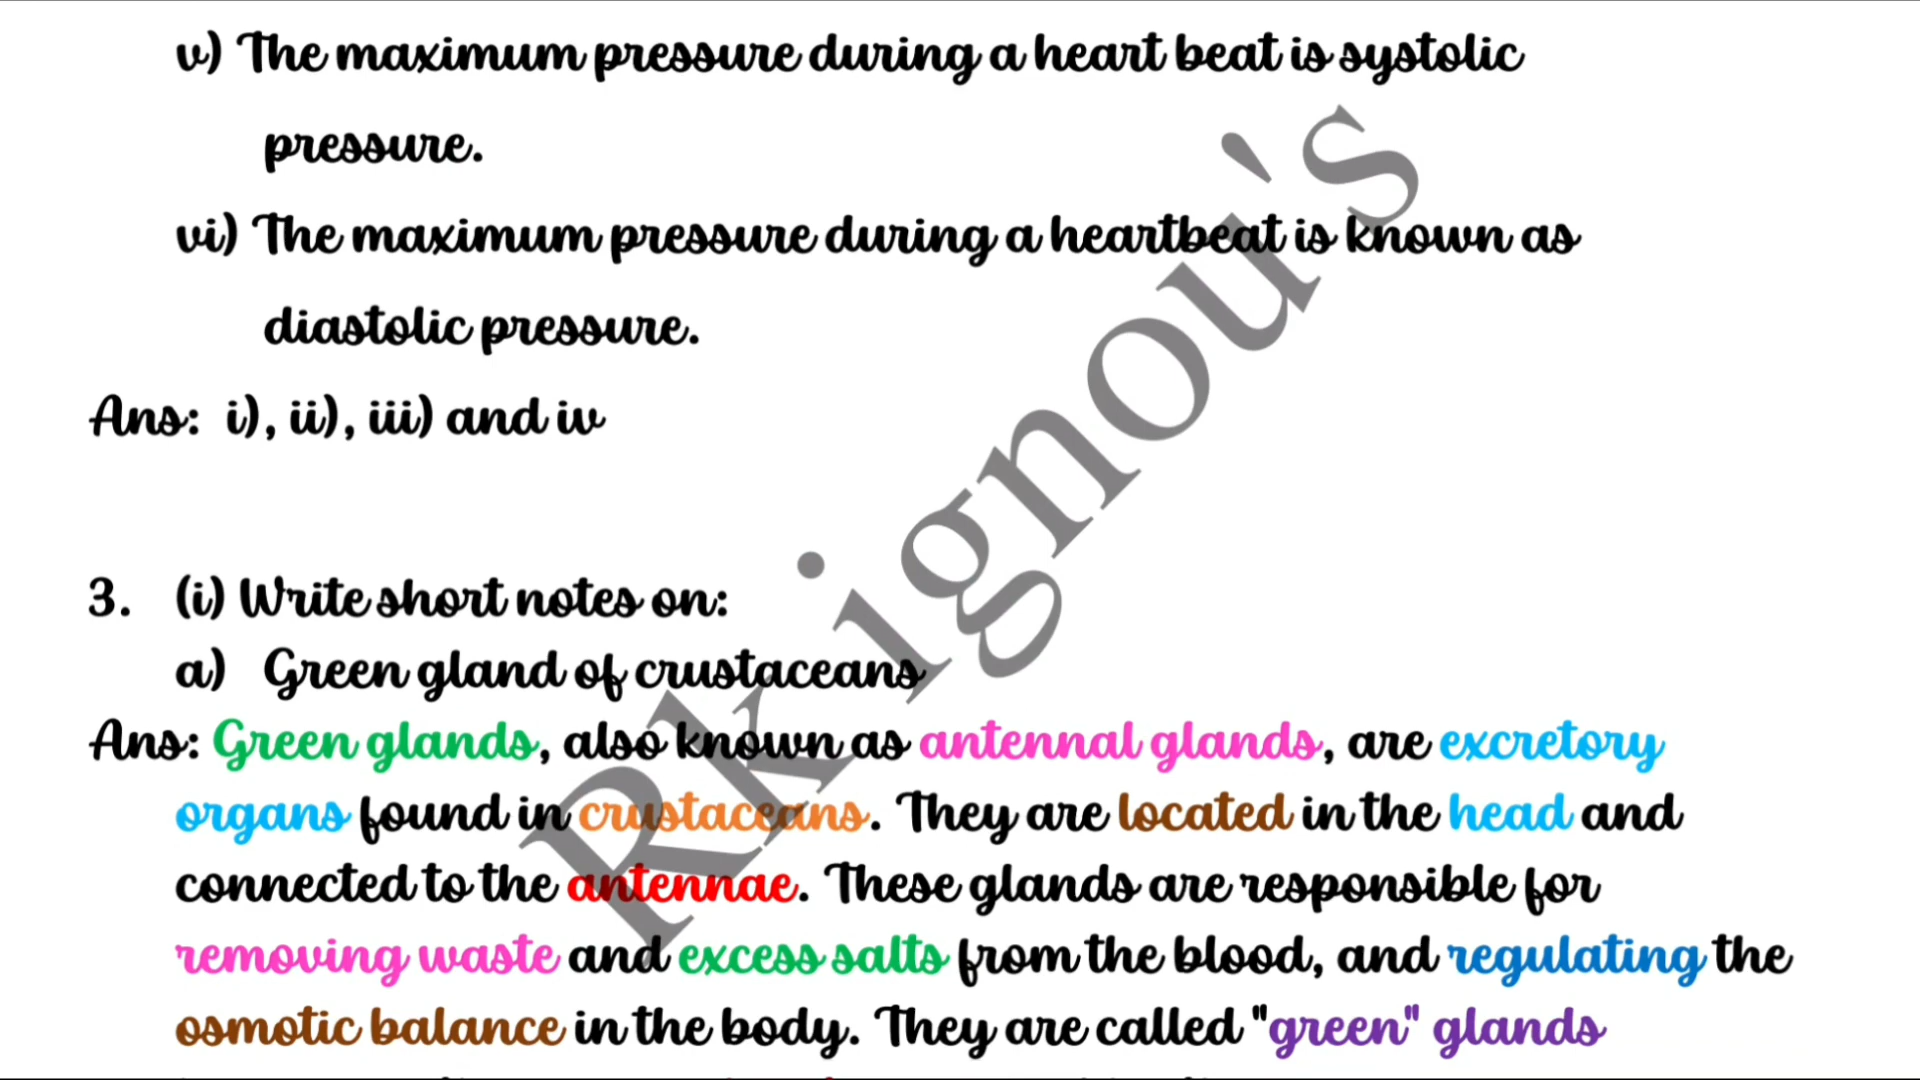 v) The maximum pressure during a heart beat is systolic
pressure.
vi) The maximum pressure during a heartbeat is known as
diastolic pressure.
Ans: i), ii), iii) and iv
3. (i) Write short notes on:
a) Green gland of crustaceans
Ans: Green glands, also known as antennal glands, are excretory
organs found in crustaceans. They are located in the head and
connected to the antennae. These glands are responsible for
removing waste and excess salts from the blood, and regulating the
osmotic balance in the body. They are called "green" glands
Rk ignou's